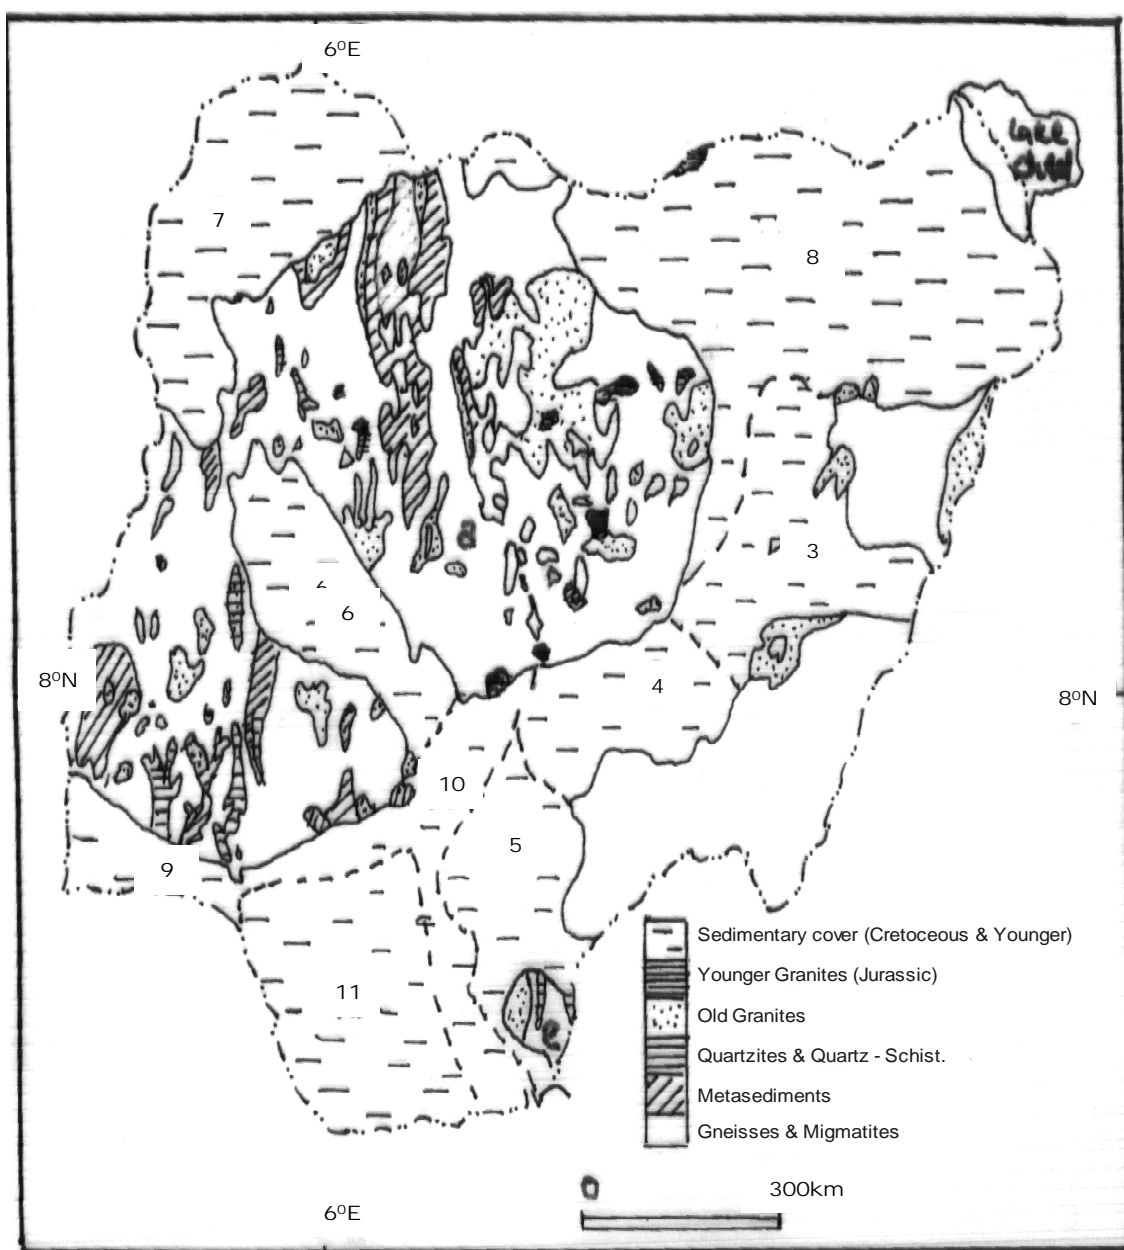 6⁰E
Lake
Chad
7
8
3
6
6
8⁰N
4
8⁰N
10
5
9
11
Sedimentary cover (Cretoceous & Younger)
Younger Granites (Jurassic)
Old Granites
Quartzites & Quartz - Schist.
Metasediments
Gneisses & Migmatites
0
300km
6⁰E